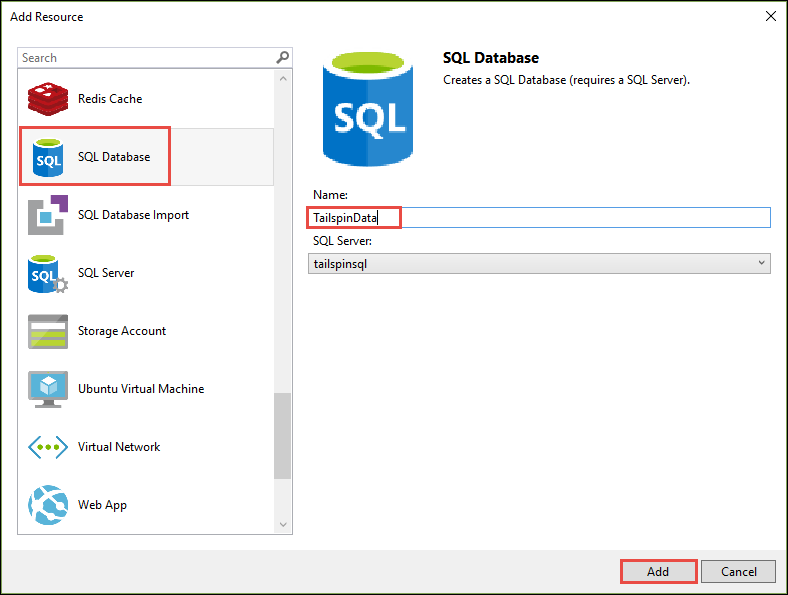 Add Resource
Search
Redis Cache
SQL
SQL Database
SQL Database Import
SQL
SQL Server
Storage Account
Ubuntu Virtual Machine
Virtual Network
Web App
SQL
SQL Database
Creates a SQL Database (requires a SQL Server).
Name:
TailspinData
SQL Server:
tailspinsql
Add
Cancel